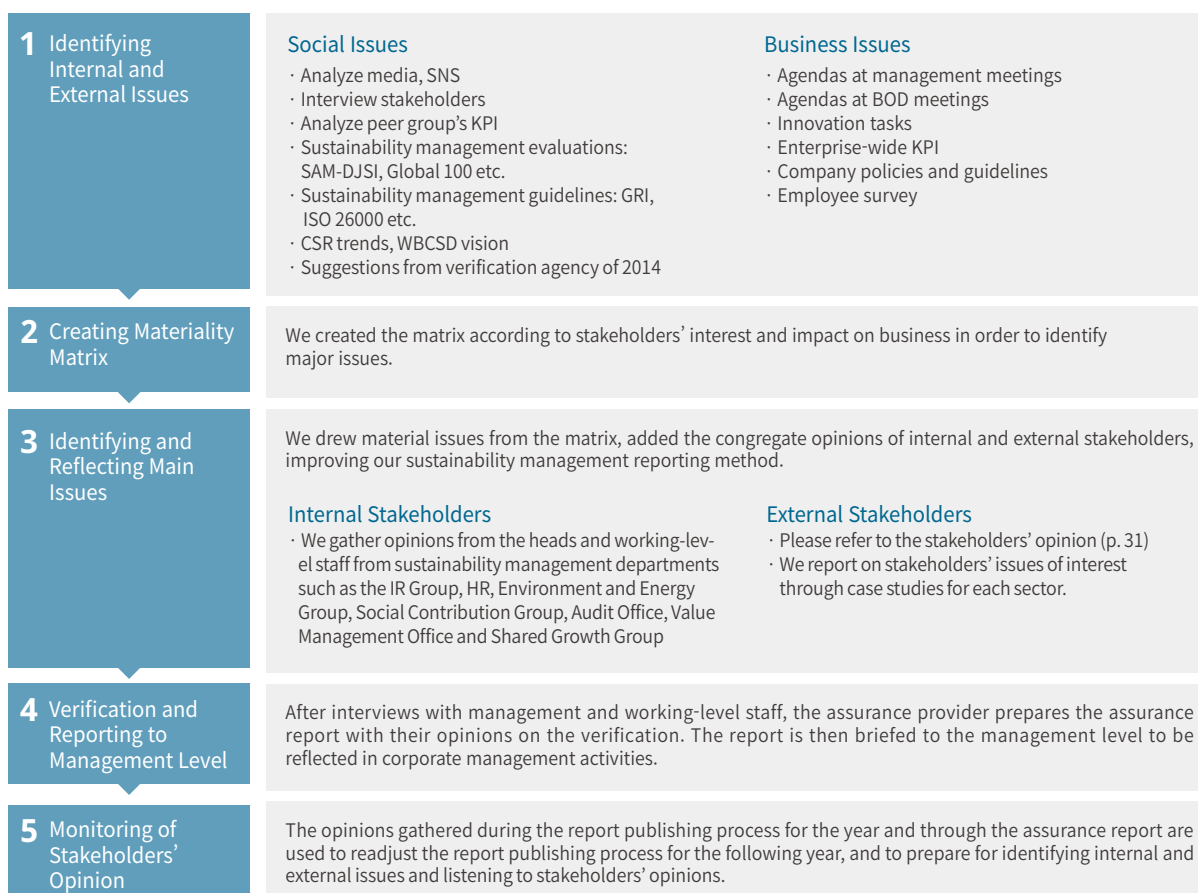 1 Identifying
Internal and
External Issues
Social Issues
· Analyze media, SNS
· Interview stakeholders
· Analyze peer group's KPI
· Sustainability management evaluations:
SAM-DJSI, Global 100 etc.
· Sustainability management guidelines: GRI,
ISO 26000 etc.
· CSR trends, WBCSD vision
· Suggestions from verification agency of 2014
Business Issues
· Agendas at management meetings
· Agendas at BOD meetings
· Innovation tasks
· Enterprise-wide KPI
· Company policies and guidelines
· Employee survey
2 Creating Materiality
Matrix
We created the matrix according to stakeholders' interest and impact on business in order to identify
major issues.
3 Identifying and
Reflecting Main
Issues
We drew material issues from the matrix, added the congregate opinions of internal and external stakeholders,
improving our sustainability management reporting method.
Internal Stakeholders
· We gather opinions from the heads and working-lev-
el staff from sustainability management departments
such as the IR Group, HR, Environment and Energy
Group, Social Contribution Group, Audit Office, Value
Management Office and Shared Growth Group
External Stakeholders
· Please refer to the stakeholders' opinion (p. 31)
· We report on stakeholders' issues of interest
through case studies for each sector.
4 Verification and
Reporting to
Management Level
After interviews with management and working-level staff, the assurance provider prepares the assurance
report with their opinions on the verification. The report is then briefed to the management level to be
reflected in corporate management activities.
5 Monitoring of
Stakeholders'
Opinion
The opinions gathered during the report publishing process for the year and through the assurance report are
used to readjust the report publishing process for the following year, and to prepare for identifying internal and
external issues and listening to stakeholders' opinions.